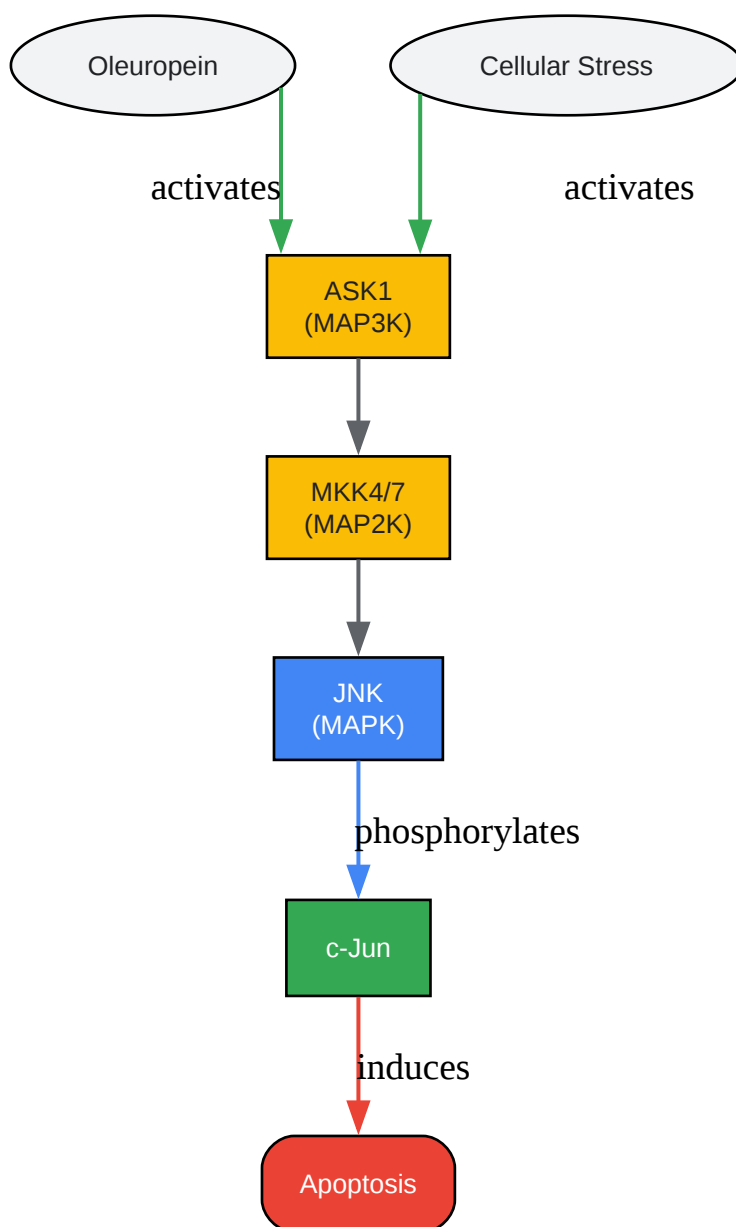 Oleuropein
Cellular Stress
activates
activates
ASK1
(MAP3K)
MKK4/7
(MAP2K)
JNK
(MAPK)
phosphorylates
c-Jun
induces
Apoptosis